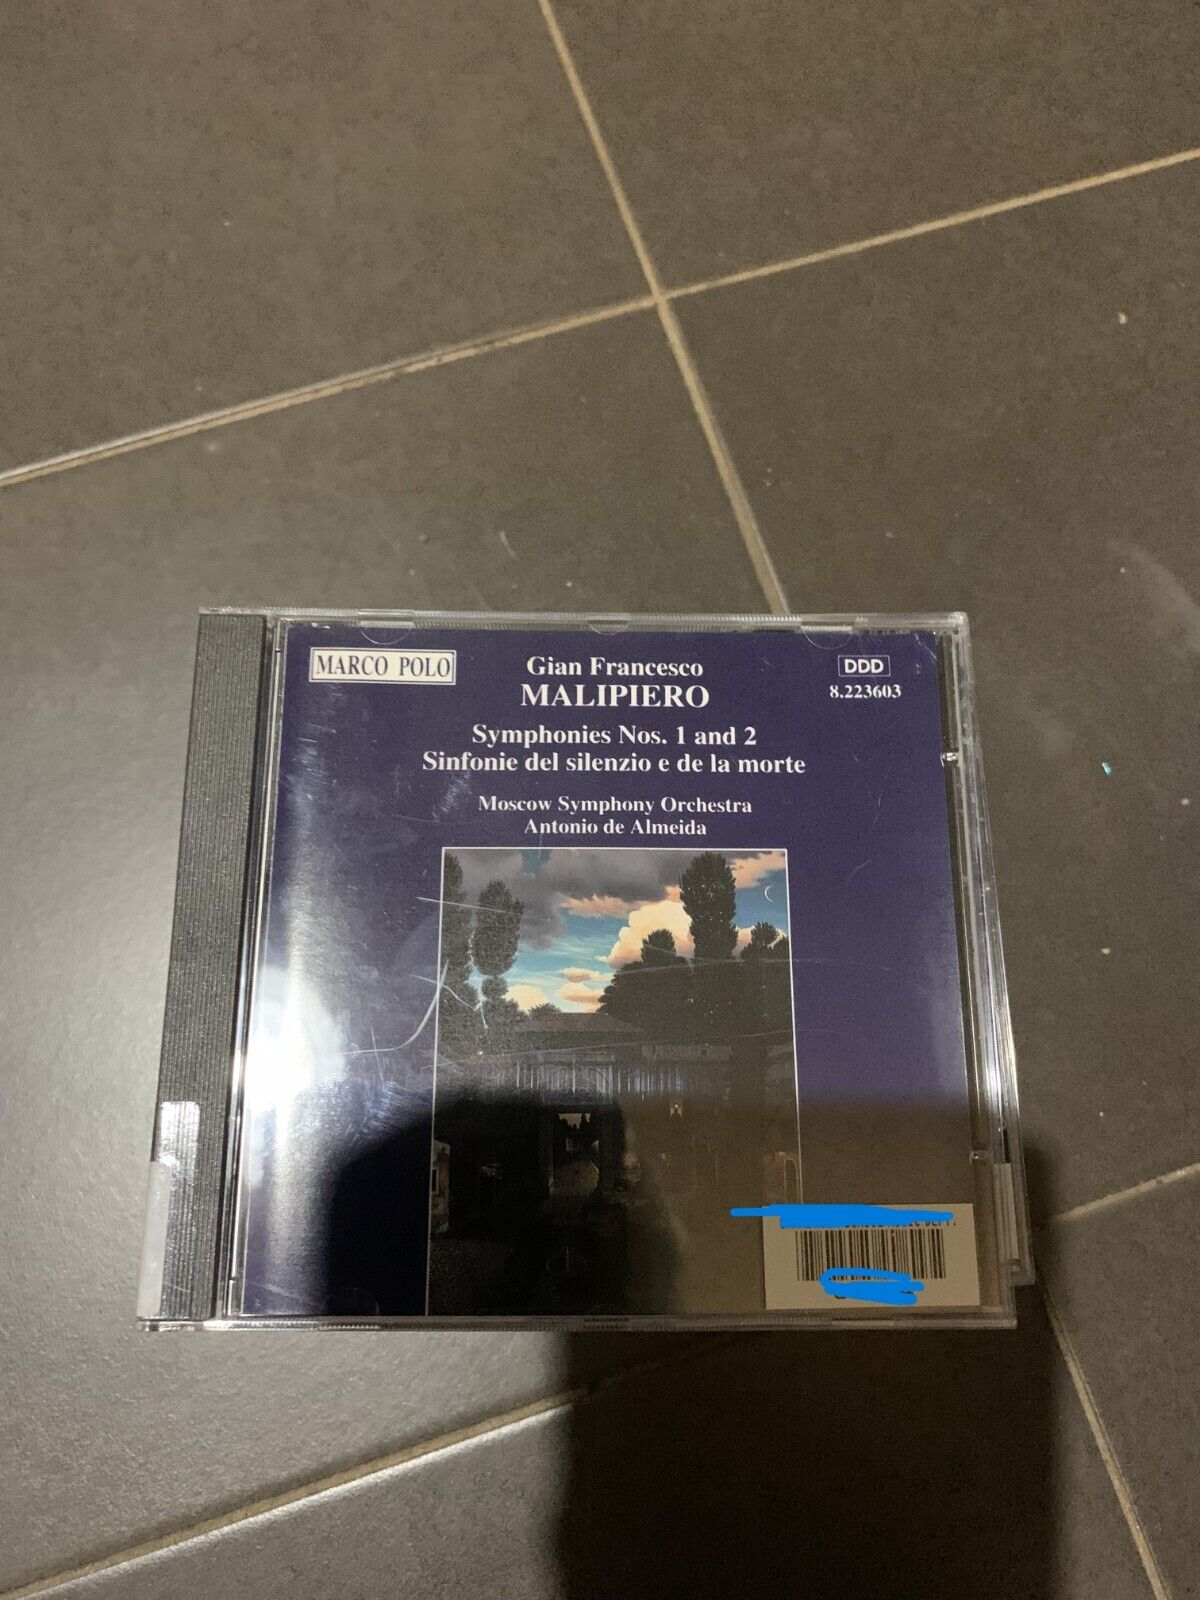 MARCO POLO
Gian Francesco
MALIPIERO
DDD
8.223603
Symphonies Nos. 1 and 2
Sinfonie del silenzio e de la morte
Moscow Symphony Orchestra
Antonio de Almeida